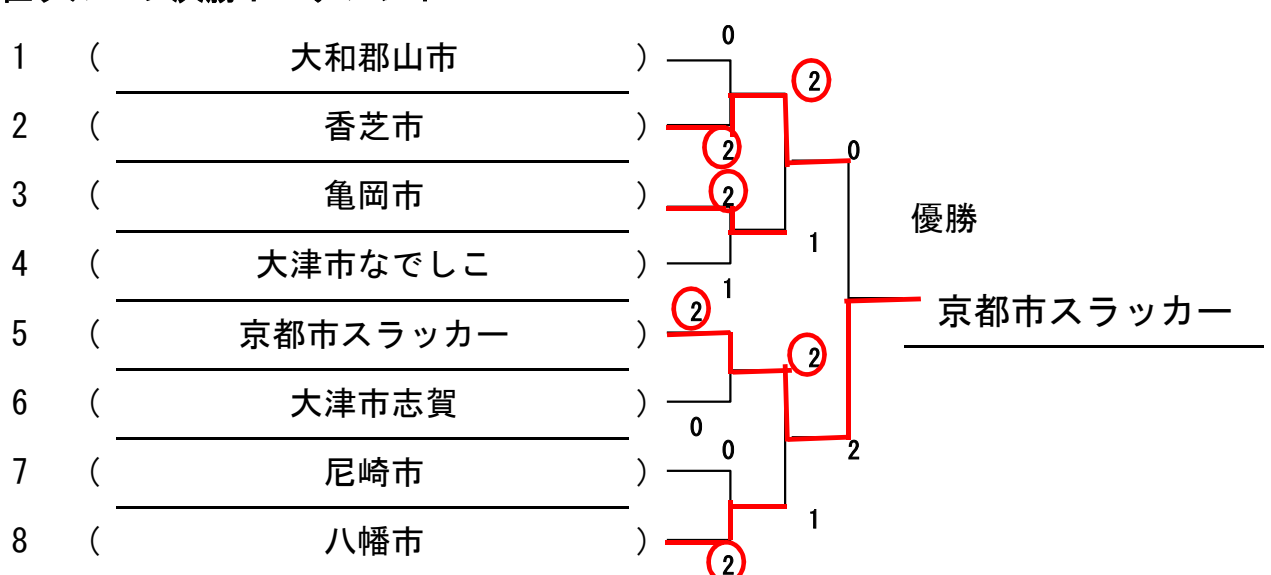 0
1 ( 大和郡山市 )
2
2 ( 香芝市 )
2
0
3 ( 亀岡市 )
2
優勝
1
4 ( 大津市なでしこ )
1
2
京都市スラッカー
5 ( 京都市スラッカー )
2
6 ( 大津市志賀 )
0
0
2
7 ( 尼崎市 )
1
8 ( 八幡市 )
2